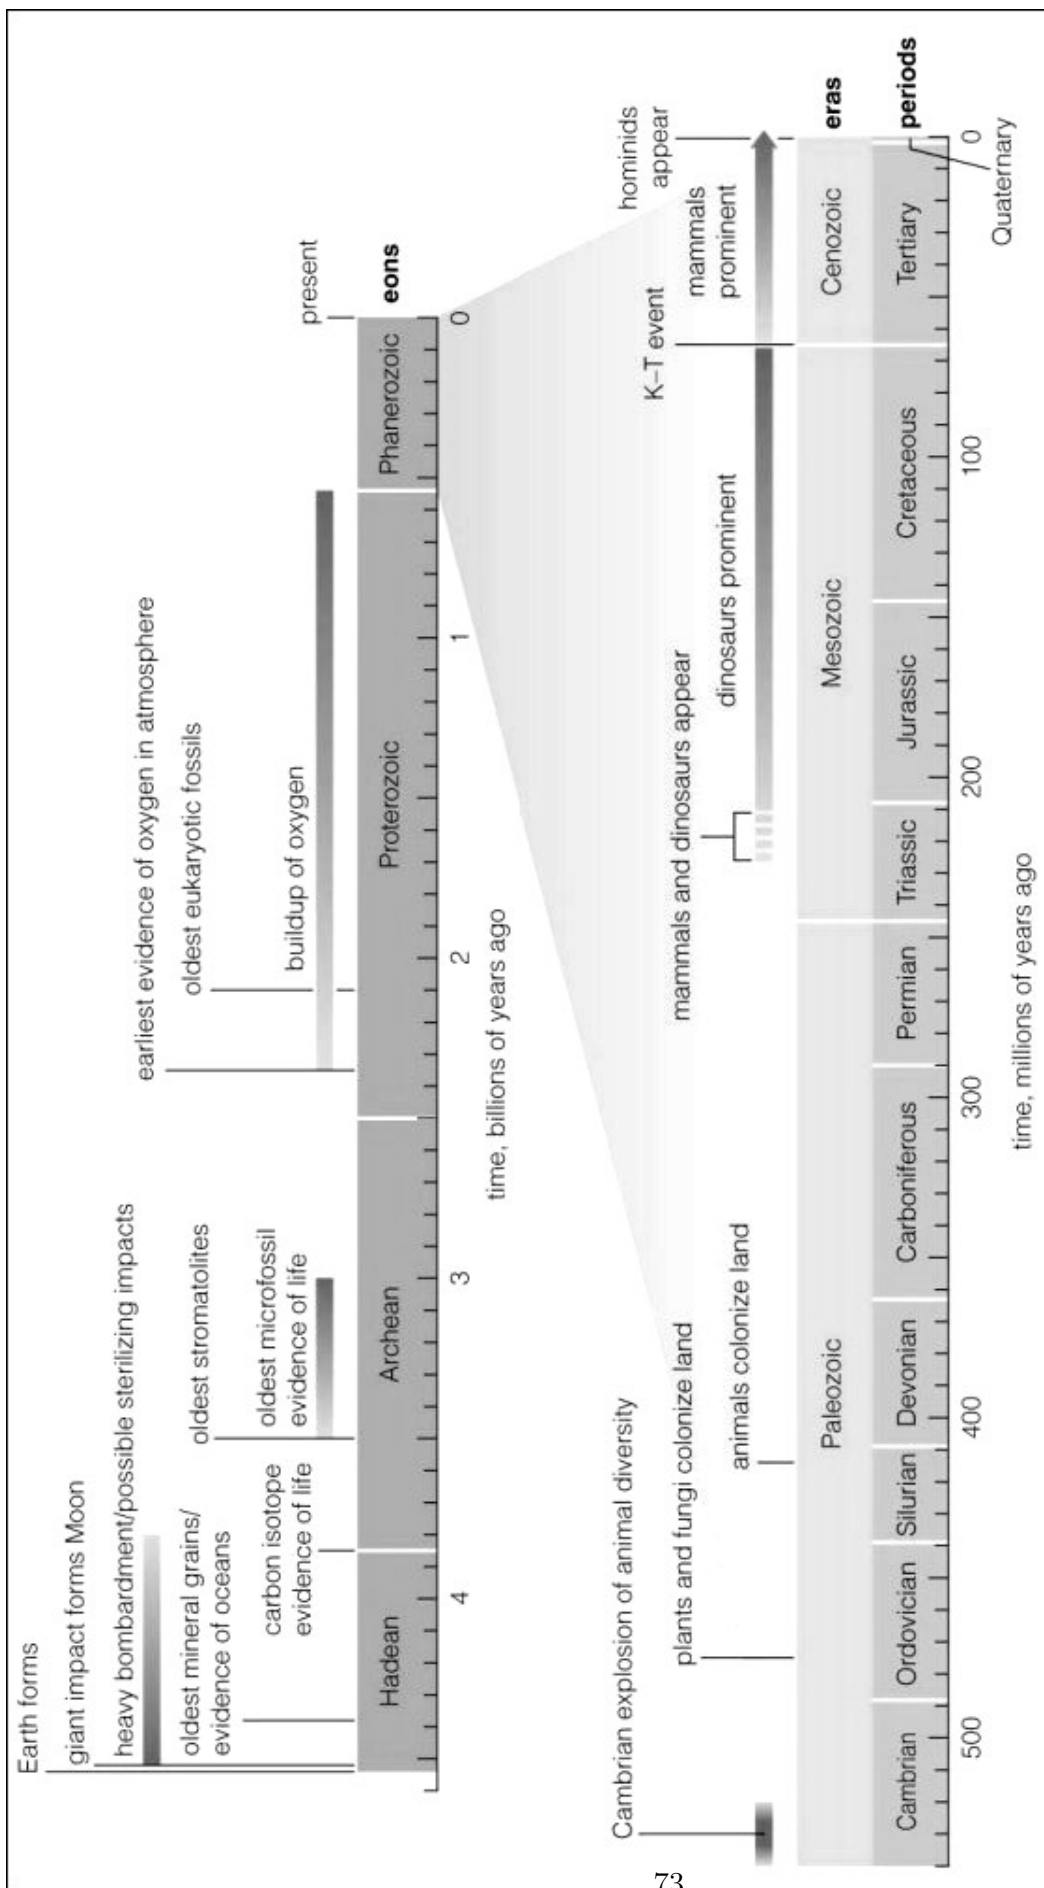 Earth forms
giant impact forms Moon
heavy bombardment/possible sterilizing impacts
oldest mineral grains/
evidence of oceans
carbon isotope
evidence of life
oldest stromatolites
oldest microfossil
evidence of life
earliest evidence of oxygen in atmosphere
oldest eukaryotic fossils
buildup of oxygen
present
Hadean
Archean
Proterozoic
Phanerozoic
eons
4
3
2
1
0
time, billions of years ago
Cambrian explosion of animal diversity
plants and fungi colonize land
animals colonize land
mammals and dinosaurs appear
dinosaurs prominent
K–T event
mammals
prominent
hominids
appear
Paleozoic
Mesozoic
Cenozoic
eras
Cambrian
Ordovician
Silurian
Devonian
Carboniferous
Permian
Triassic
Jurassic
Cretaceous
Tertiary
periods
500
400
300
200
100
0
Quaternary
time, millions of years ago
73